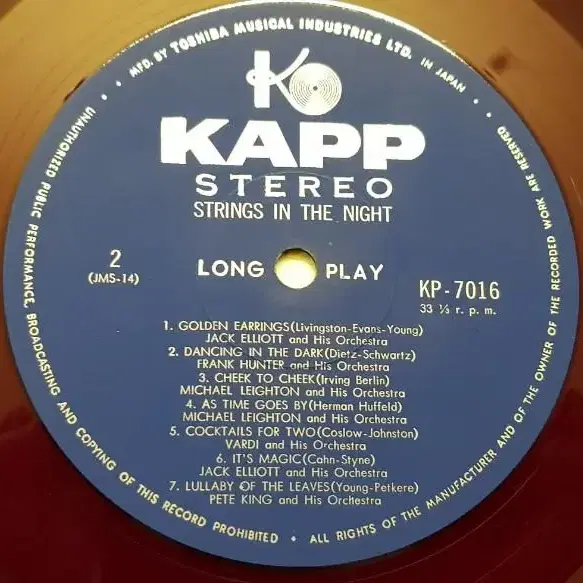 MFD. BY TOSHIBA MUSICAL INDUSTRIES LTD. IN JAPAN
K
KAPP
STEREO
STRINGS IN THE NIGHT
2
(JMS-14)
LONG PLAY
KP-7016
33 ⅓ r. p. m.
1. GOLDEN EARRINGS(Livingston-Evans-Young)
JACK ELLIOTT and His Orchestra
2. DANCING IN THE DARK(Dietz-Schwartz)
FRANK HUNTER and His Orchestra
3. CHEEK TO CHEEK(Irving Berlin)
MICHAEL LEIGHTON and His Orchestra
4. AS TIME GOES BY(Herman Huffeld)
MICHAEL LEIGHTON and His Orchestra
5. COCKTAILS FOR TWO(Coslow-Johnston)
VARDI and His Orchestra
6. IT'S MAGIC(Cahn-Styne)
JACK ELLIOTT and His Orchestra
7. LULLABY OF THE LEAVES(Young-Petkere)
PETE KING and His Orchestra
UNAUTHORIZED PUBLIC PERFORMANCE, BROADCASTING AND COPYING OF THIS RECORD PROHIBITED • ALL RIGHTS OF THE MANUFACTURER AND OF THE OWNER OF THE RECORDED WORK ARE RESERVED